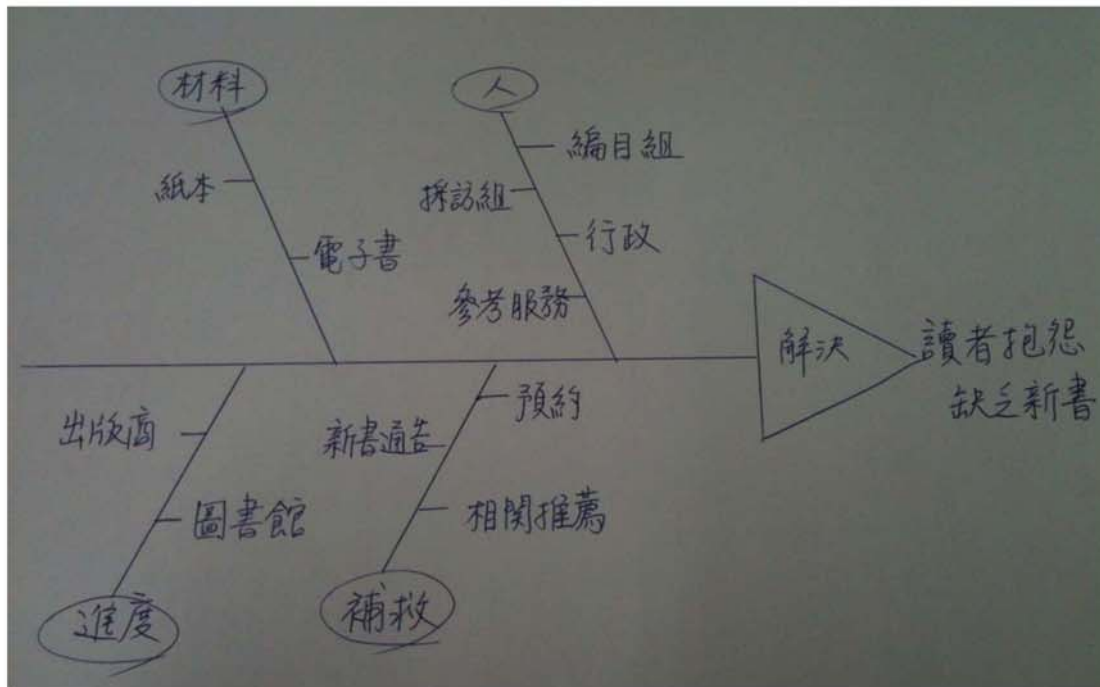 材料
人
編目組
紙本
採訪組
行政
電子書
參考服務
解決
讀者抱怨
缺乏新書
預約
出版商
新書通告
圖書館
相関推薦
進度
補救